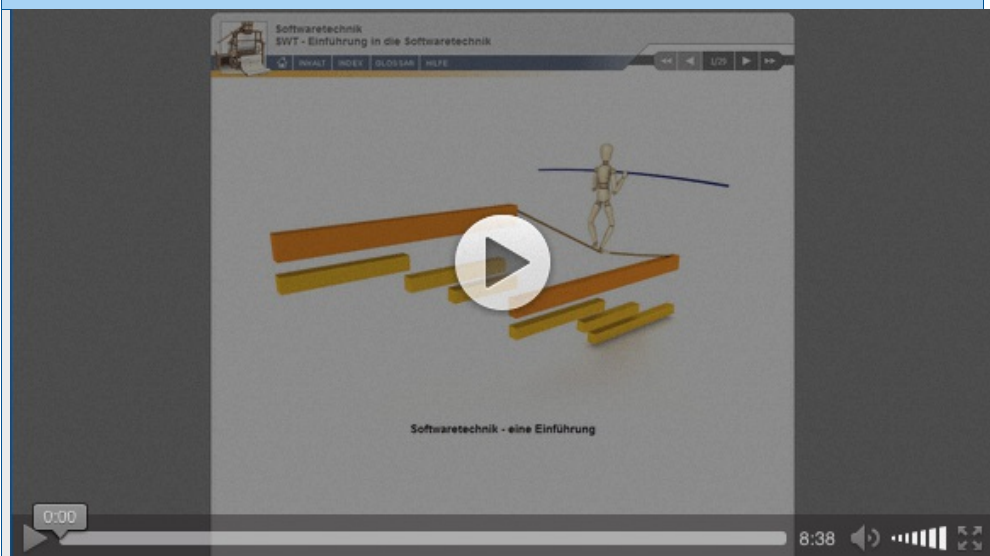 Softwaretechnik
SWT - Einführung in die Softwaretechnik
INHALT INDEX GLOSSAR HILFE
1/29
Softwaretechnik - eine Einführung
0:00
8:38